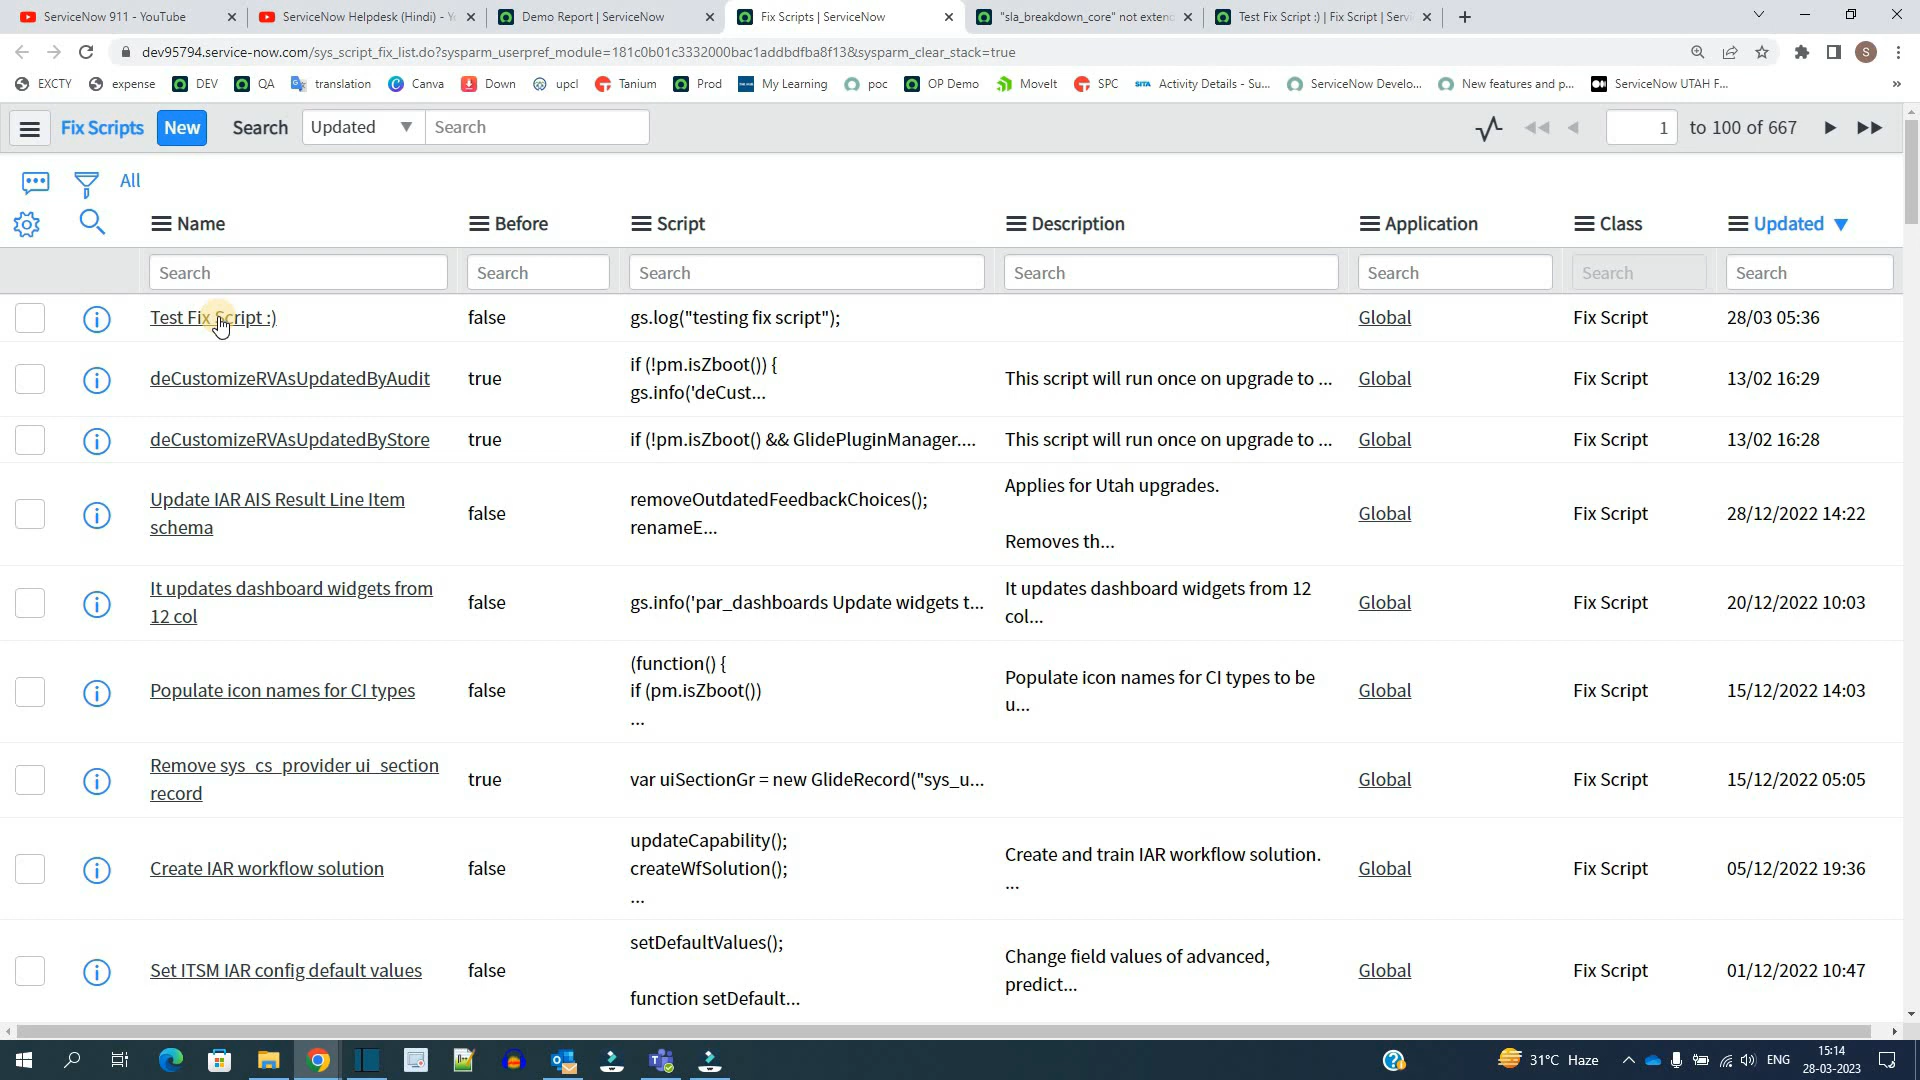 ServiceNow 911 - YouTube
ServiceNow Helpdesk (Hindi) - Y
Demo Report | ServiceNow
Fix Scripts | ServiceNow
"sla_breakdown_core" not exten
Test Fix Script :) | Fix Script | Servi
dev95794.service-now.com/sys_script_fix_list.do?sysparm_userpref_module=181c0b01c3332000bac1addbdfba8f13&sysparm_clear_stack=true
S
EXCTY
expense
DEV
QA
translation
Canva
Down
upcl
Tanium
Prod
My Learning
poc
OP Demo
MoveIt
SPC
SITA
Activity Details - Su...
ServiceNow Develo...
New features and p...
ServiceNow UTAH F...
»
Fix Scripts
New
Search
Updated
Search
1
to 100 of 667
All
Name
Before
Script
Description
Application
Class
Updated
Search
Search
Search
Search
Search
Search
Search
Test Fix Script :)
false
gs.log("testing fix script");
Global
Fix Script
28/03 05:36
deCustomizeRVAsUpdatedByAudit
true
if (!pm.isZboot()) {
gs.info('deCust...
This script will run once on upgrade to ...
Global
Fix Script
13/02 16:29
deCustomizeRVAsUpdatedByStore
true
if (!pm.isZboot() && GlidePluginManager....
This script will run once on upgrade to ...
Global
Fix Script
13/02 16:28
Update IAR AIS Result Line Item
schema
false
removeOutdatedFeedbackChoices();
renameE...
Applies for Utah upgrades.
Removes th...
Global
Fix Script
28/12/2022 14:22
It updates dashboard widgets from
12 col
false
gs.info('par_dashboards Update widgets t...
It updates dashboard widgets from 12
col...
Global
Fix Script
20/12/2022 10:03
Populate icon names for CI types
false
(function() {
if (pm.isZboot())
...
Populate icon names for CI types to be
u...
Global
Fix Script
15/12/2022 14:03
Remove sys_cs_provider ui_section
record
true
var uiSectionGr = new GlideRecord("sys_u...
Global
Fix Script
15/12/2022 05:05
Create IAR workflow solution
false
updateCapability();
createWfSolution();
...
Create and train IAR workflow solution.
...
Global
Fix Script
05/12/2022 19:36
Set ITSM IAR config default values
false
setDefaultValues();
function setDefault...
Change field values of advanced,
predict...
Global
Fix Script
01/12/2022 10:47
31°C Haze
ENG
15:14
28-03-2023